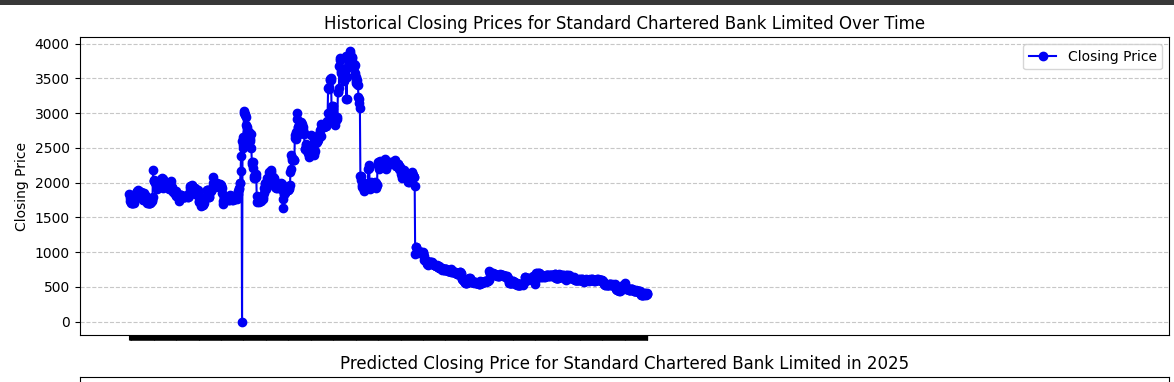 Historical Closing Prices for Standard Chartered Bank Limited Over Time
Closing Price
4000
3500
3000
2500
2000
1500
1000
500
0
Closing Price
Predicted Closing Price for Standard Chartered Bank Limited in 2025